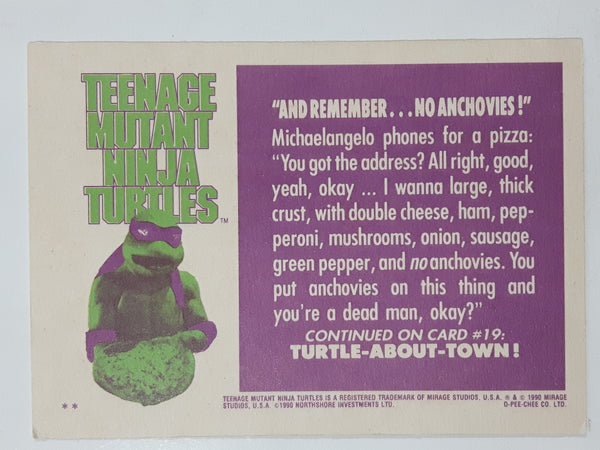 TEENAGE
MUTANT
NINJA
TURTLES™
"AND REMEMBER...NO ANCHOVIES!"
Michaelangelo phones for a pizza:
"You got the address? All right, good,
yeah, okay ... I wanna large, thick
crust, with double cheese, ham, pep-
peroni, mushrooms, onion, sausage,
green pepper, and no anchovies. You
put anchovies on this thing and
you're a dead man, okay?"
CONTINUED ON CARD #19:
TURTLE-ABOUT-TOWN!
TEENAGE MUTANT NINJA TURTLES IS A REGISTERED TRADEMARK OF MIRAGE STUDIOS, U.S.A. ® & © 1990 MIRAGE
STUDIOS, U.S.A. ©1990 NORTHSHORE INVESTMENTS LTD. O-PEE-CHEE CO. LTD.
**